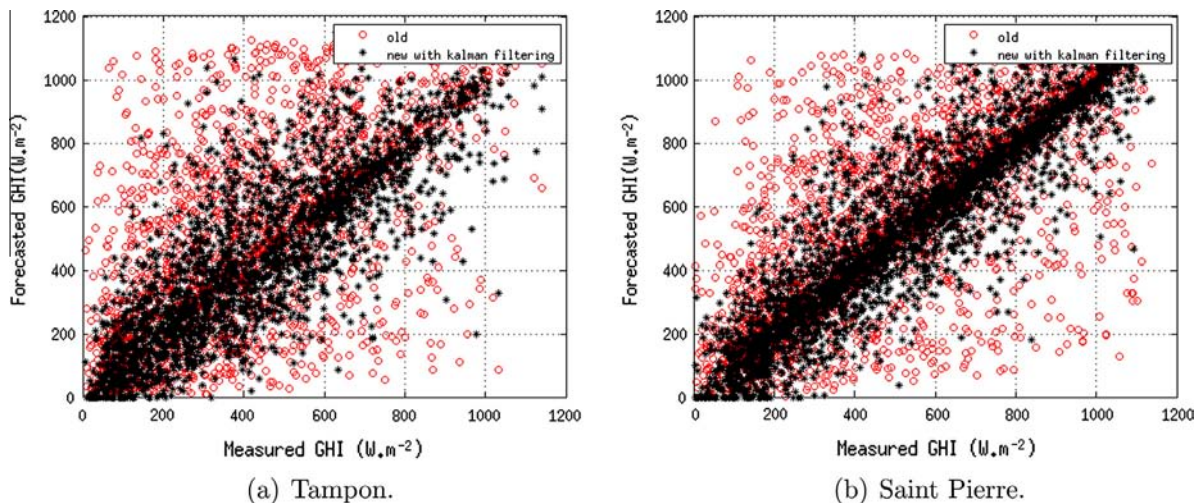 old
new with kalman filtering
1200
1000
800
600
400
200
0
Forecasted GHI(W.m-2)
0 200 400 600 800 1000 1200
Measured GHI (W.m-2)
(a) Tampon.
old
new with kalman filtering
1200
1000
800
600
400
200
0
Forecasted GHI(W.m-2)
0 200 400 600 800 1000 1200
Measured GHI (W.m-2)
(b) Saint Pierre.